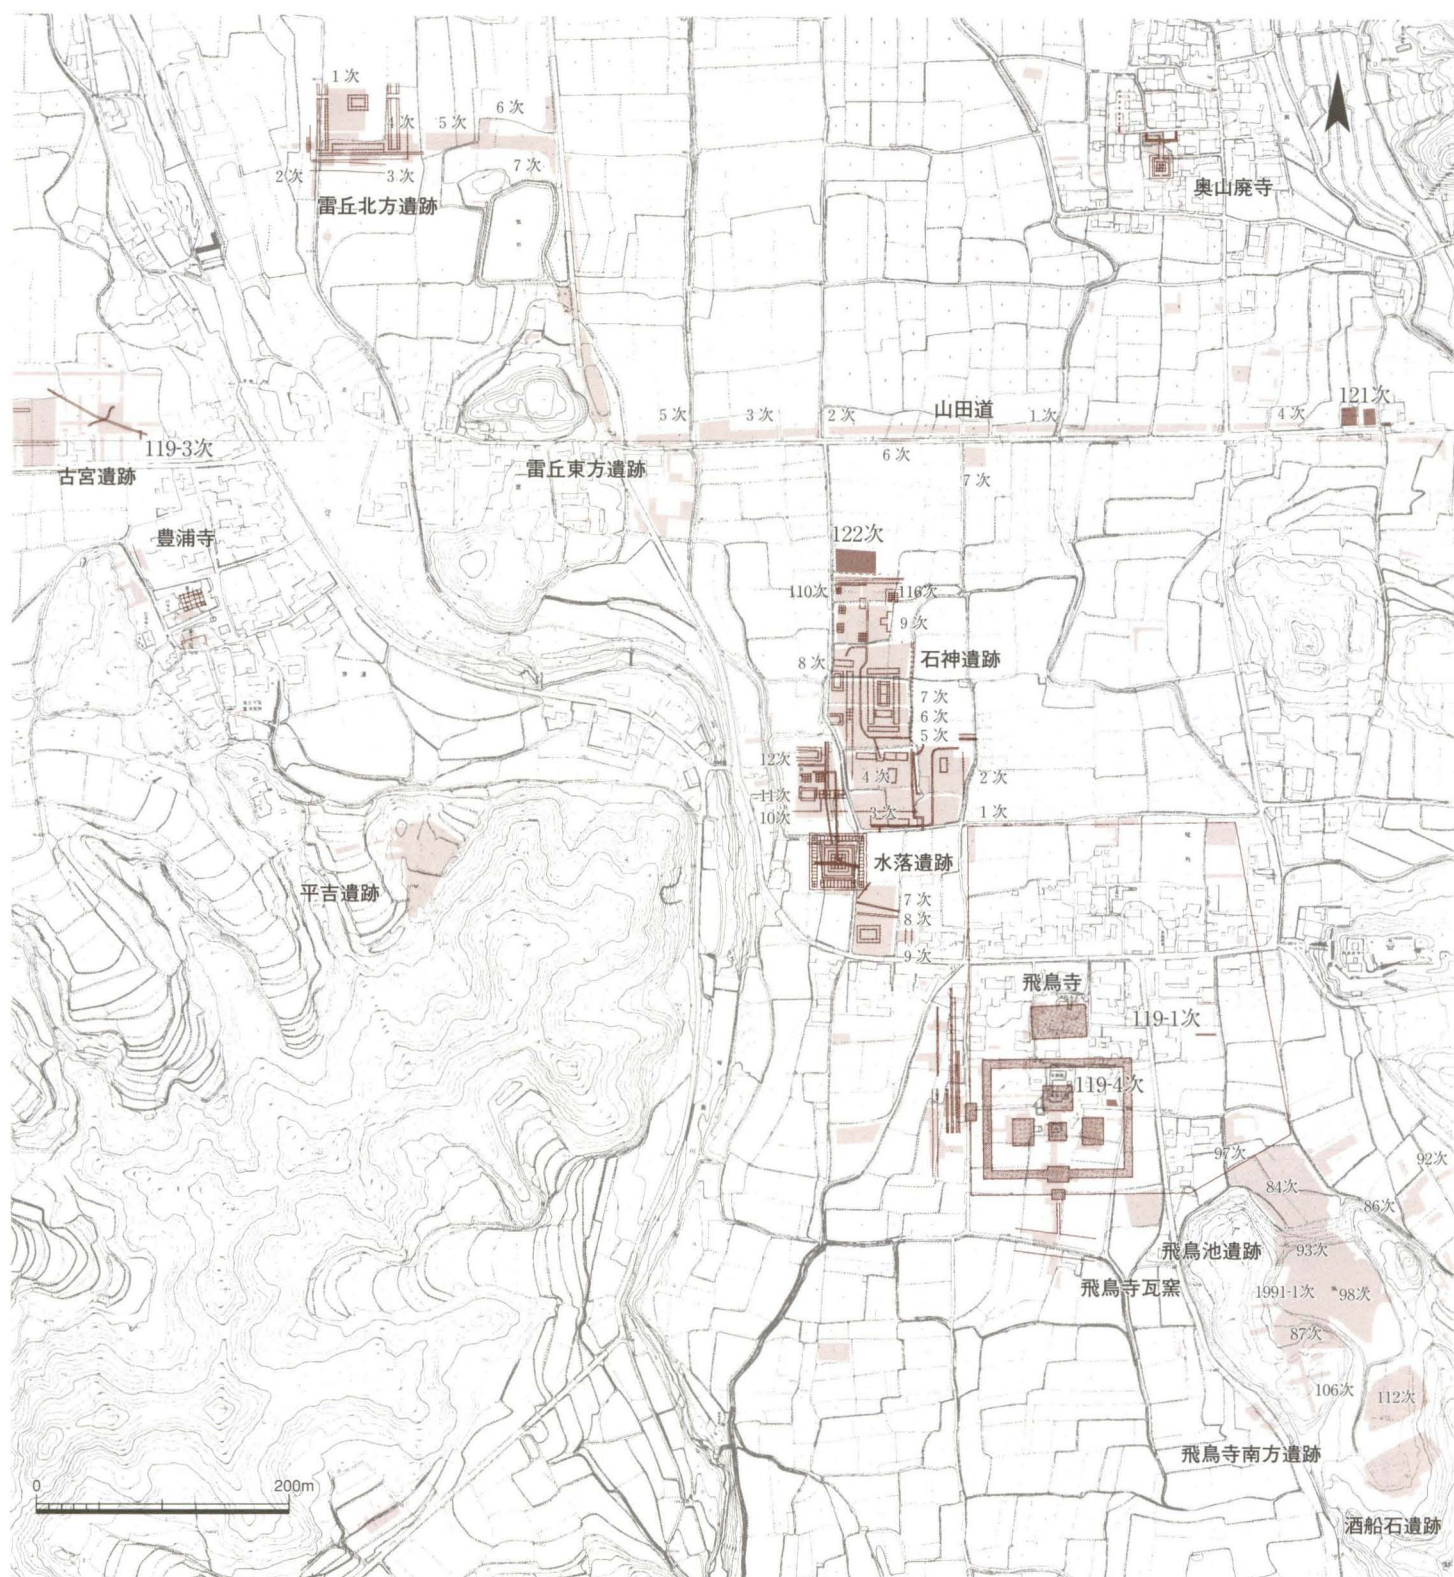 1次
6次
4次
5次
7次
2次
3次
雷丘北方遺跡
奥山廃寺
121次
5次
3次
2次
山田道
1次
4次
119-3次
古宮遺跡
雷丘東方遺跡
6次
7次
豊浦寺
122次
110次
116次
9次
8次
石神遺跡
7次
6次
5次
12次
4次
2次
11次
10次
3次
1次
水落遺跡
平吉遺跡
7次
8次
9次
飛鳥寺
119-1次
119-4次
97次
92次
84次
86次
飛鳥池遺跡
93次
飛鳥寺瓦窯
1991-1次
98次
87次
106次
112次
飛鳥寺南方遺跡
0
200m
酒船石遺跡